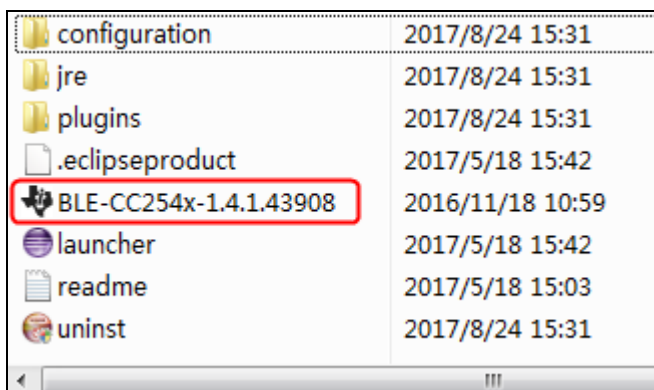 configuration 2017/8/24 15:31
jre 2017/8/24 15:31
plugins 2017/8/24 15:31
.eclipseproduct 2017/5/18 15:42
BLE-CC254x-1.4.1.43908 2016/11/18 10:59
launcher 2017/5/18 15:42
readme 2017/5/18 15:03
uninst 2017/8/24 15:31